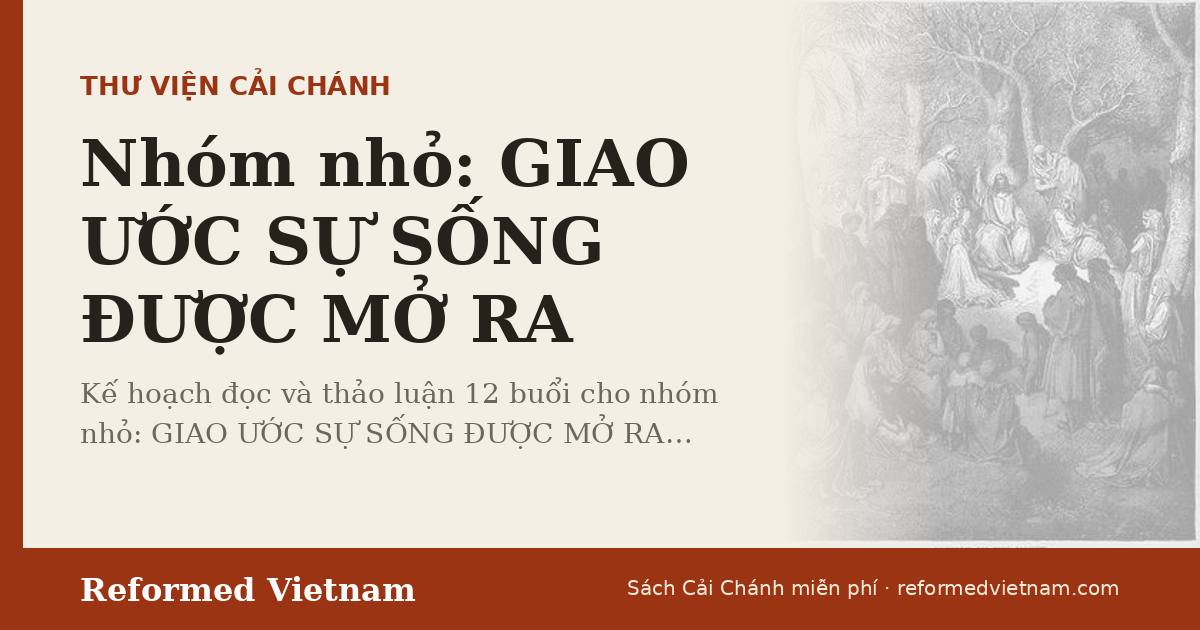 THƯ VIỆN CẢI CHÁNH
Nhóm nhỏ: GIAO
ƯỚC SỰ SỐNG
ĐƯỢC MỞ RA
Kế hoạch đọc và thảo luận 12 buổi cho nhóm
nhỏ: GIAO ƯỚC SỰ SỐNG ĐƯỢC MỞ RA...
Reformed Vietnam
Sách Cải Chánh miễn phí · reformedvietnam.com